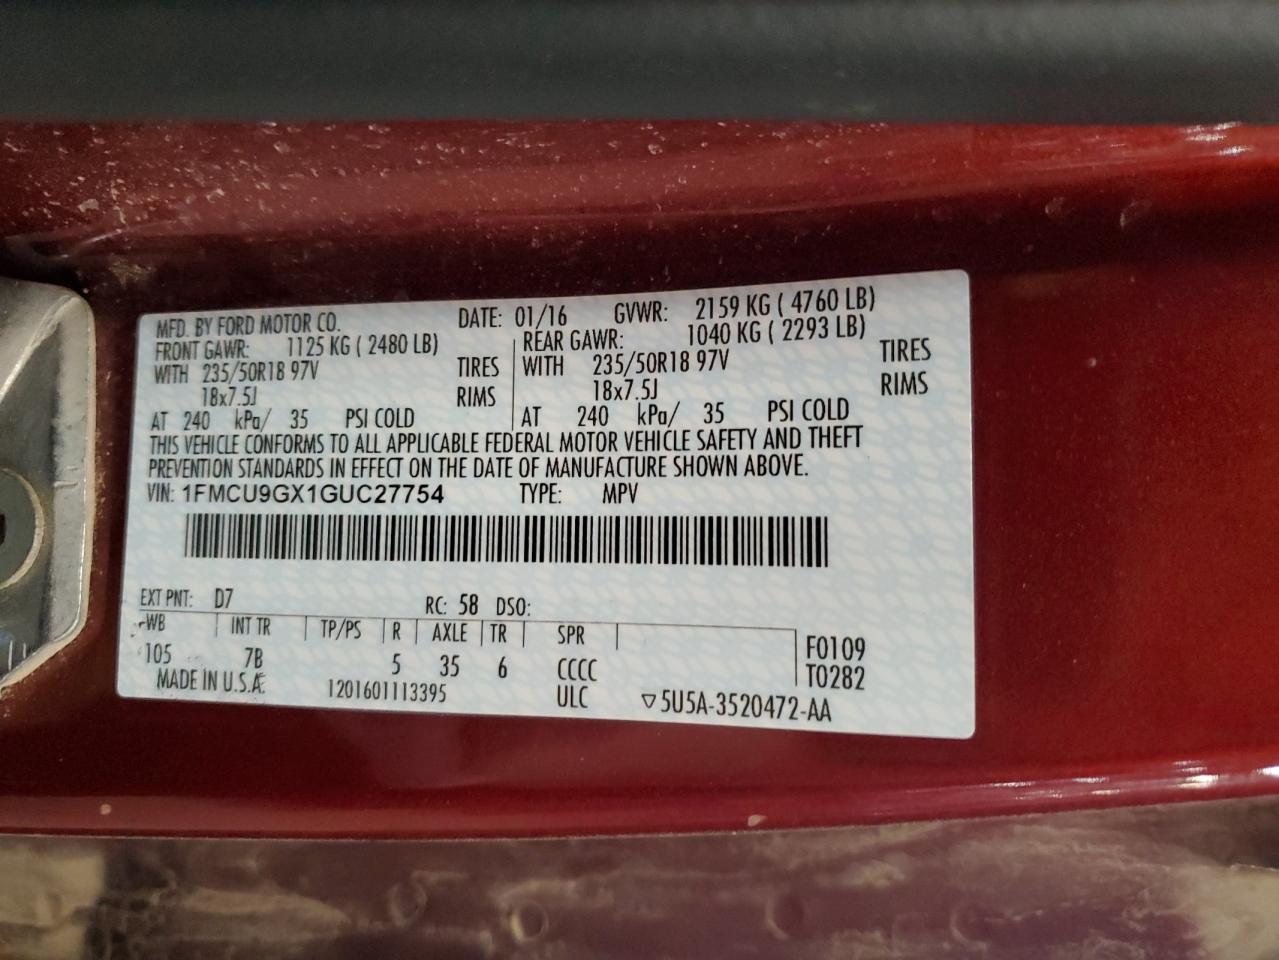 MFD. BY FORD MOTOR CO. DATE: 01/16 GVWR: 2159 KG ( 4760 LB)
FRONT GAWR: 1125 KG ( 2480 LB) REAR GAWR: 1040 KG ( 2293 LB)
WITH 235/50R18 97V TIRES WITH 235/50R18 97V TIRES
18x7.5J RIMS 18x7.5J RIMS
AT 240 kPa/ 35 PSI COLD AT 240 kPa/ 35 PSI COLD
THIS VEHICLE CONFORMS TO ALL APPLICABLE FEDERAL MOTOR VEHICLE SAFETY AND THEFT
PREVENTION STANDARDS IN EFFECT ON THE DATE OF MANUFACTURE SHOWN ABOVE.
VIN: 1FMCU9GX1GUC27754 TYPE: MPV
EXT PNT: D7 RC: 58 DSO:
WB INT TR TP/PS R AXLE TR SPR F0109
105 7B 5 35 6 CCCC T0282
MADE IN U.S.A. 1201601113395 ULC ▽5U5A-3520472-AA